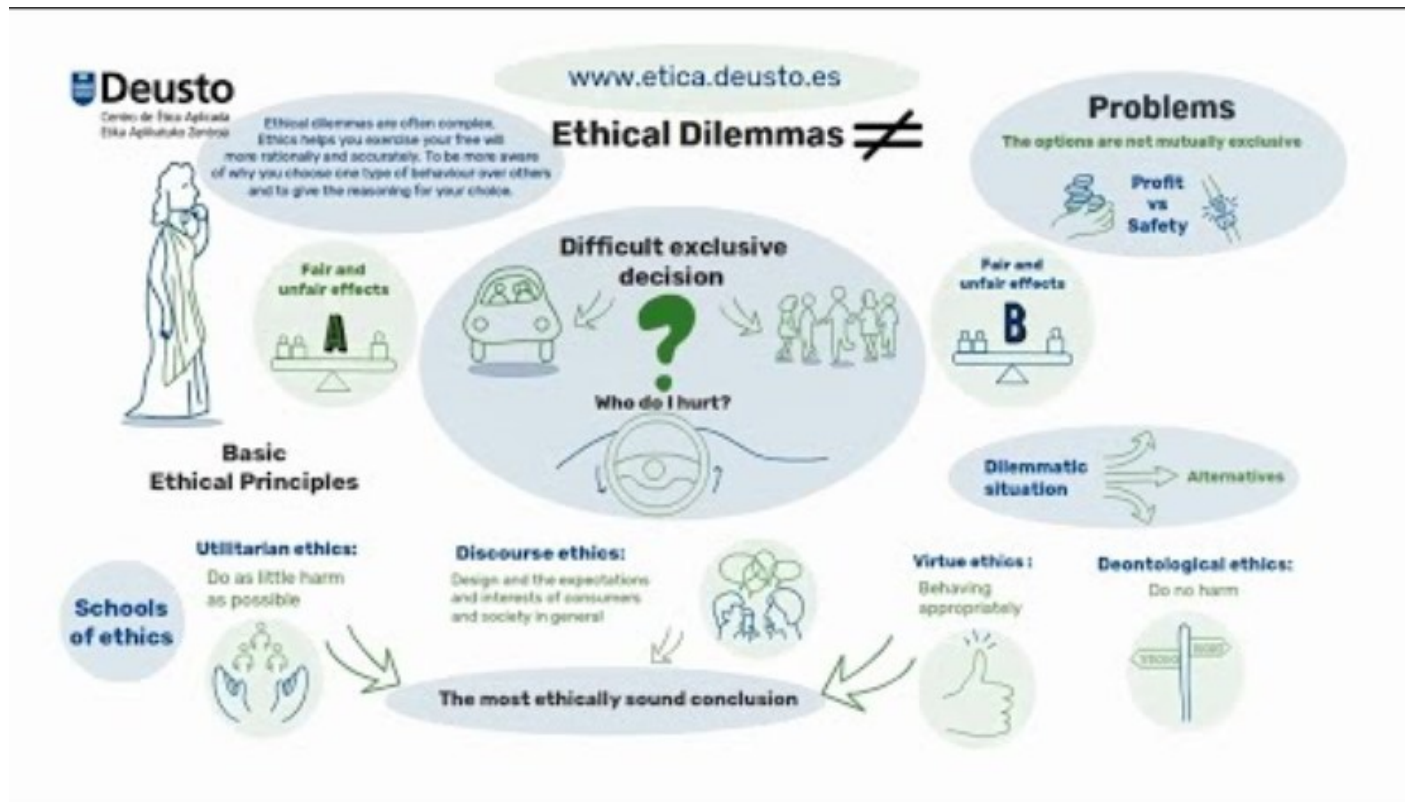 Deusto
Centro de Ética Aplicada
Etika Aplikatuko Zentroa
www.etica.deusto.es
Ethical dilemmas are often complex.
Ethics helps you exercise your free will
more rationally and accurately. To be more aware
of why you choose one type of behaviour over others
and to give the reasoning for your choice.
Ethical Dilemmas ≠
Problems
The options are not mutually exclusive
Profit
vs
Safety
Fair and
unfair effects
A
Difficult exclusive
decision
?
Who do I hurt?
Fair and
unfair effects
B
Basic
Ethical Principles
Dilemmatic
situation
Alternatives
Schools
of ethics
Utilitarian ethics:
Do as little harm
as possible
Discourse ethics:
Design and the expectations
and interests of consumers
and society in general
Virtue ethics :
Behaving
appropriately
Deontological ethics:
Do no harm
The most ethically sound conclusion